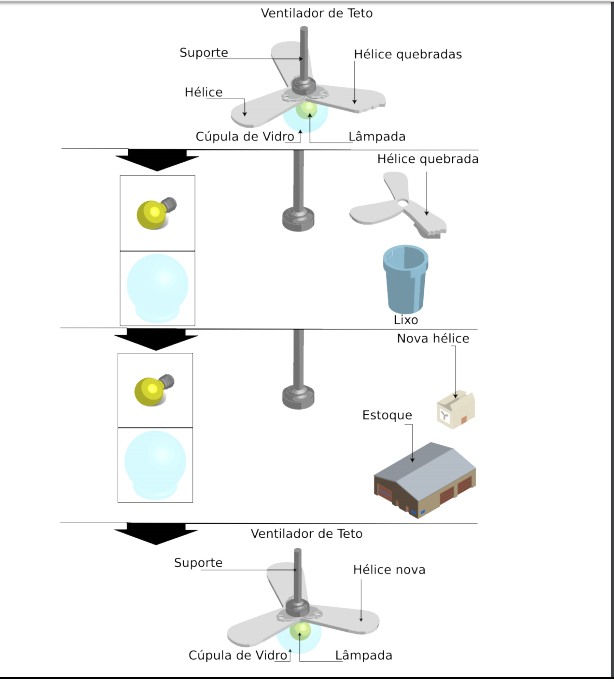 Ventilador de Teto
Suporte
Hélice quebradas
Hélice
Cúpula de Vidro
Lâmpada
Hélice quebrada
Lixo
Nova hélice
Estoque
Ventilador de Teto
Suporte
Hélice nova
Cúpula de Vidro
Lâmpada